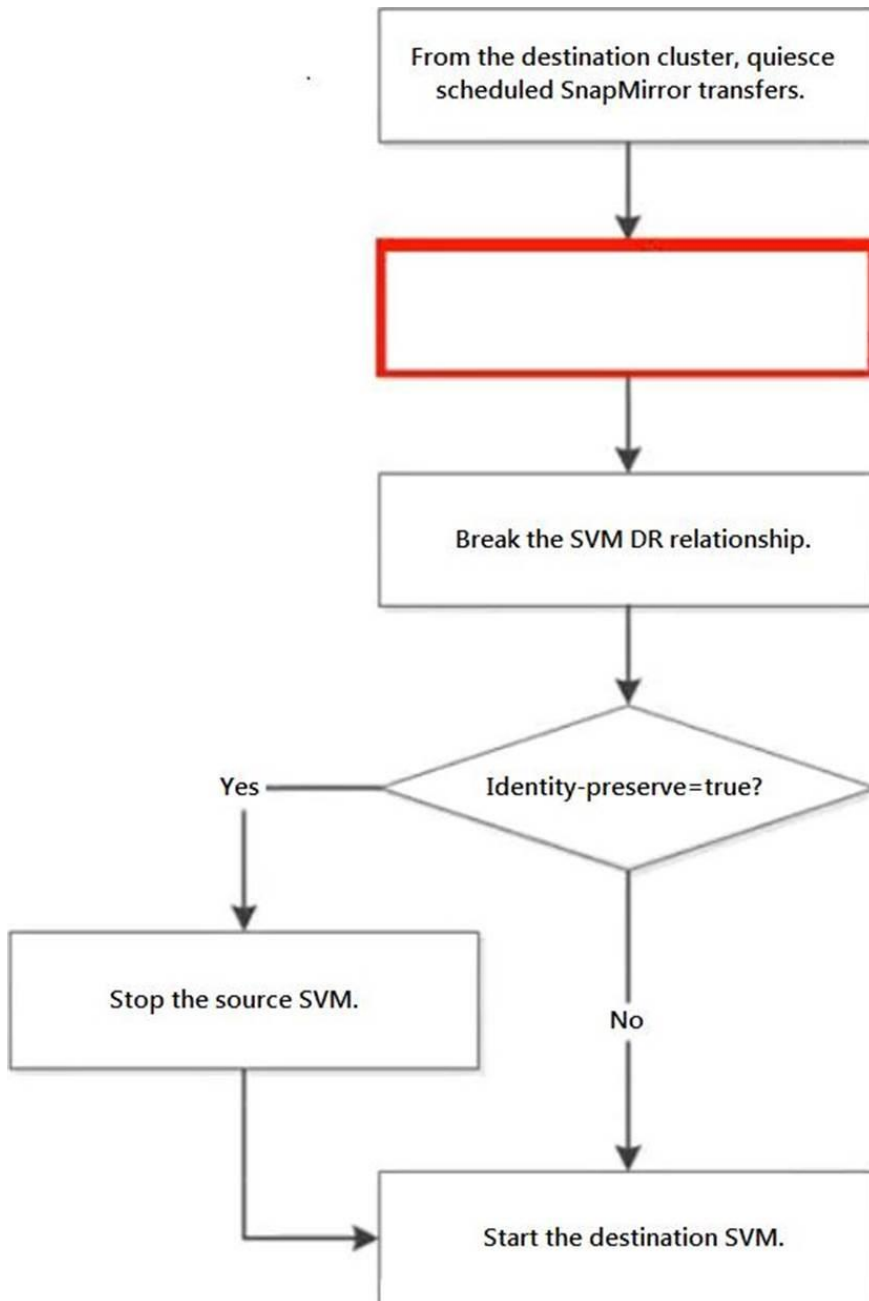 From the destination cluster, quiesce
scheduled SnapMirror transfers.
Break the SVM DR relationship.
Identity-preserve=true?
Yes
Stop the source SVM.
No
Start the destination SVM.